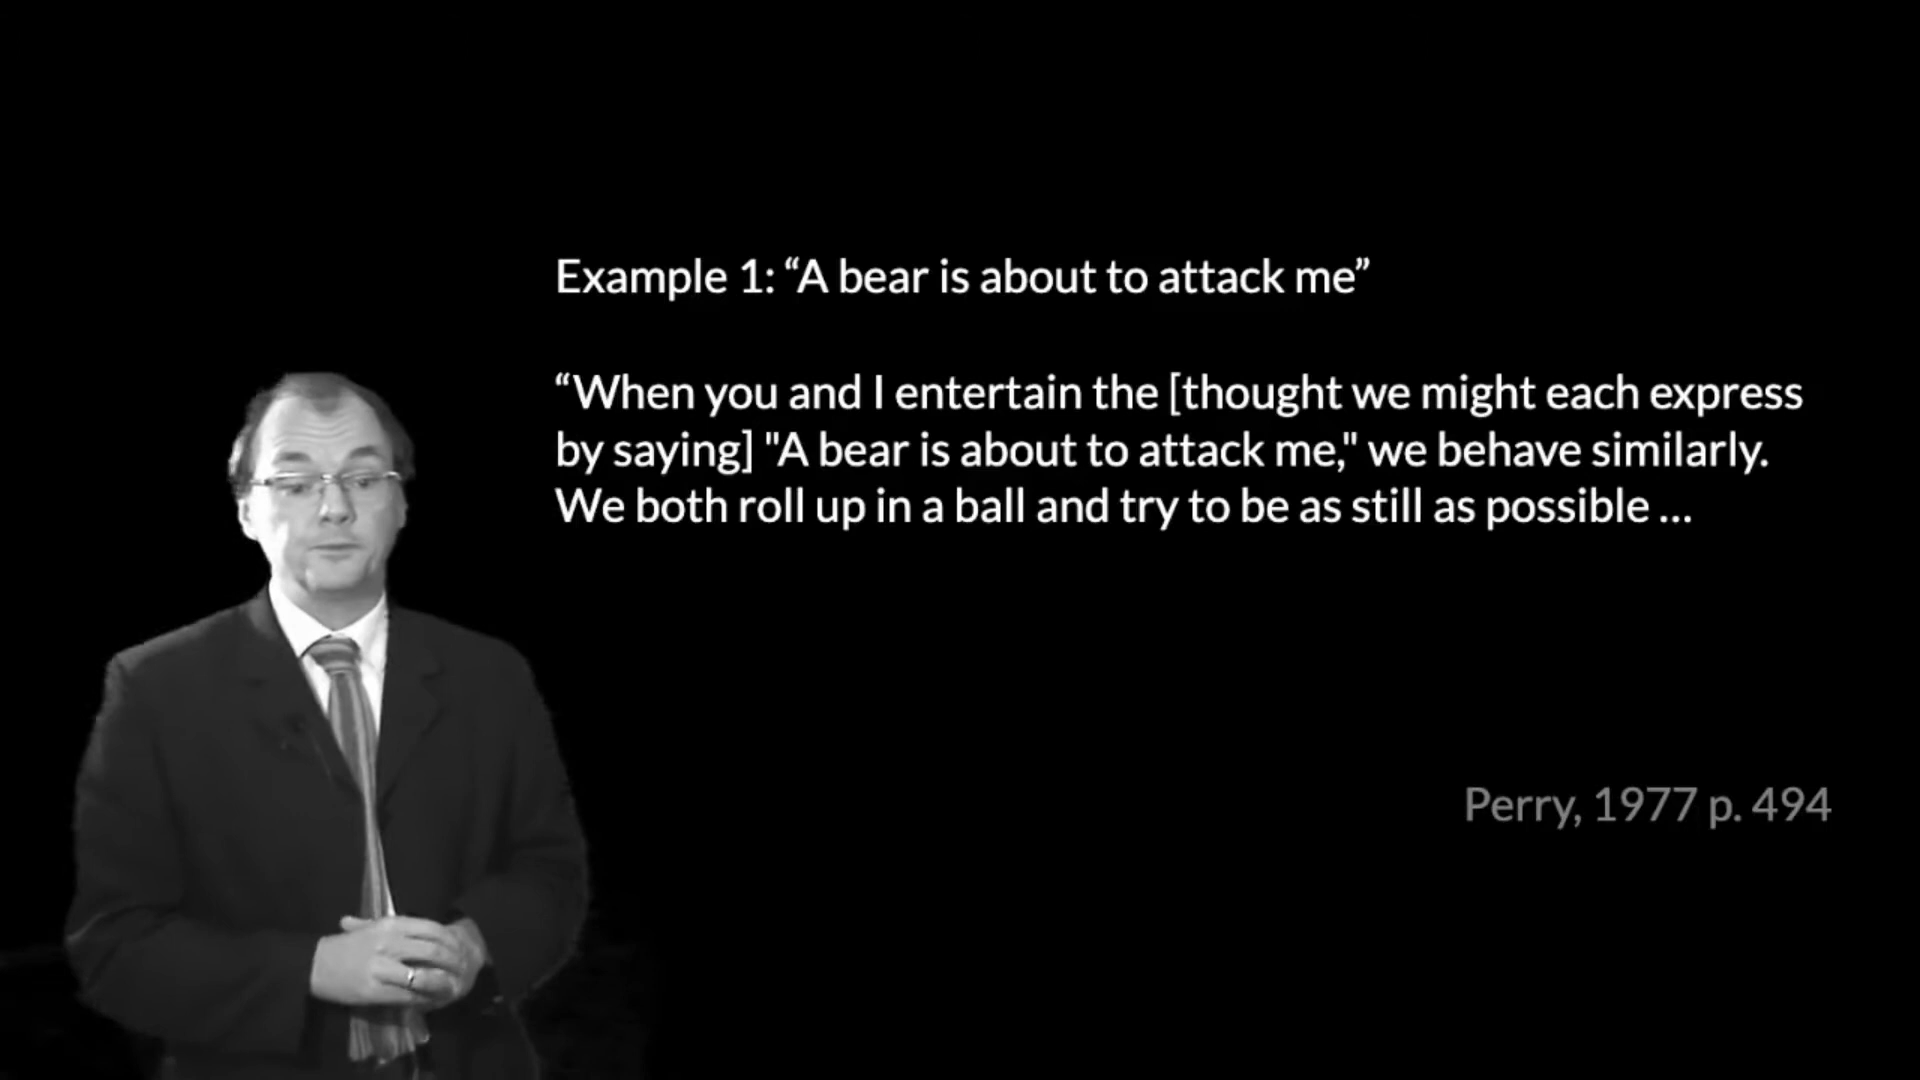 Example 1: “A bear is about to attack me”
“When you and I entertain the [thought we might each express
by saying] "A bear is about to attack me," we behave similarly.
We both roll up in a ball and try to be as still as possible ...
Perry, 1977 p. 494